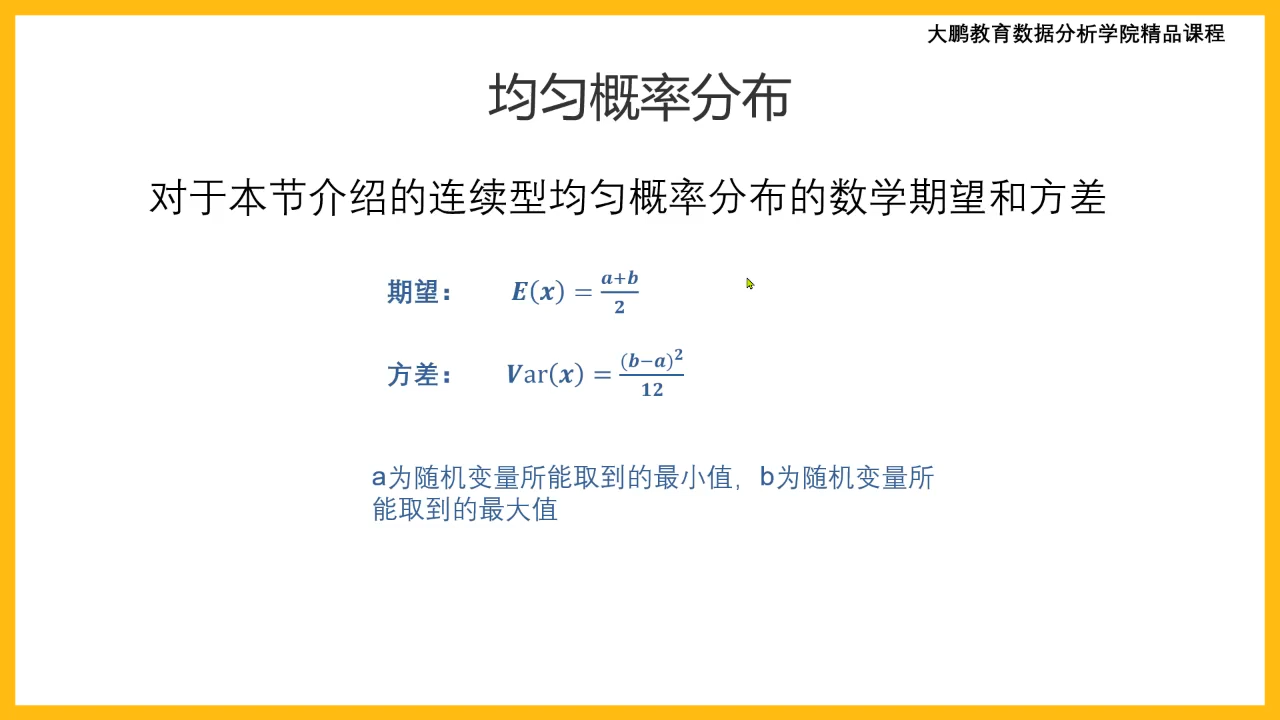 大鹏教育数据分析学院精品课程
均匀概率分布
对于本节介绍的连续型均匀概率分布的数学期望和方差
期望： E(x) = (a+b)/2
方差： Var(x) = (b−a)²/12
a为随机变量所能取到的最小值，b为随机变量所
能取到的最大值